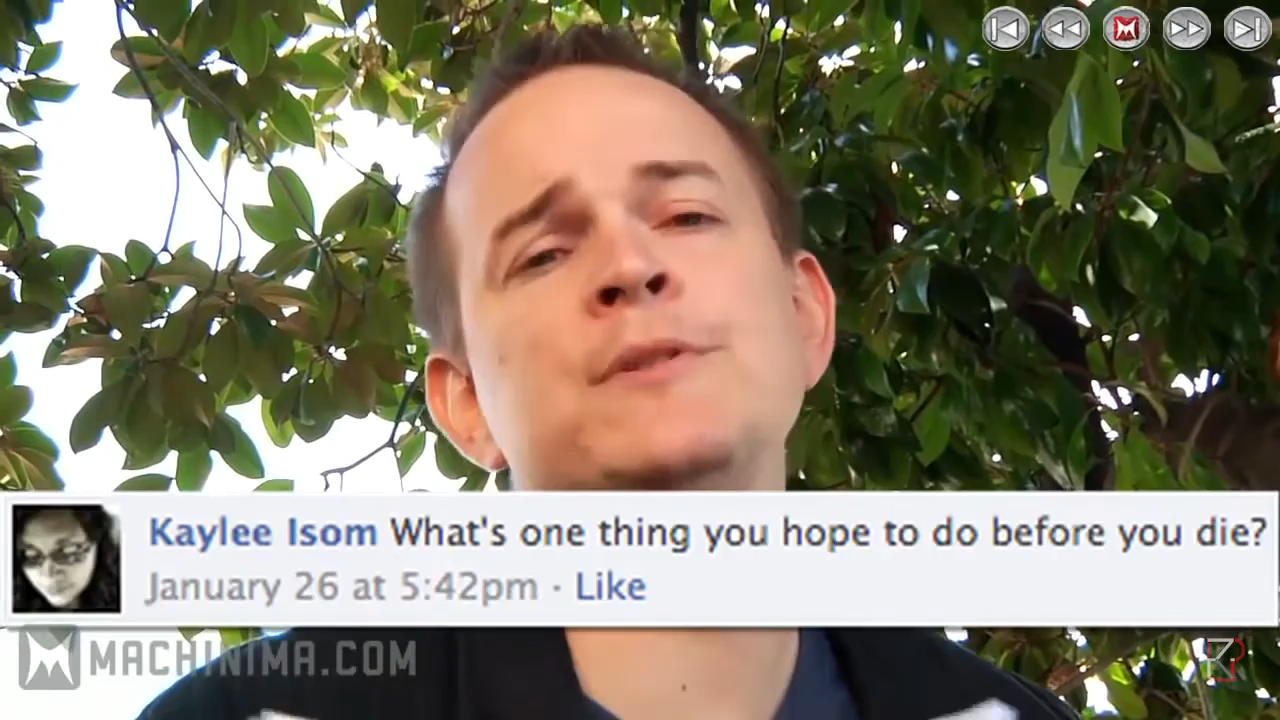 Kaylee Isom What's one thing you hope to do before you die?
January 26 at 5:42pm · Like
MACHINIMA.COM